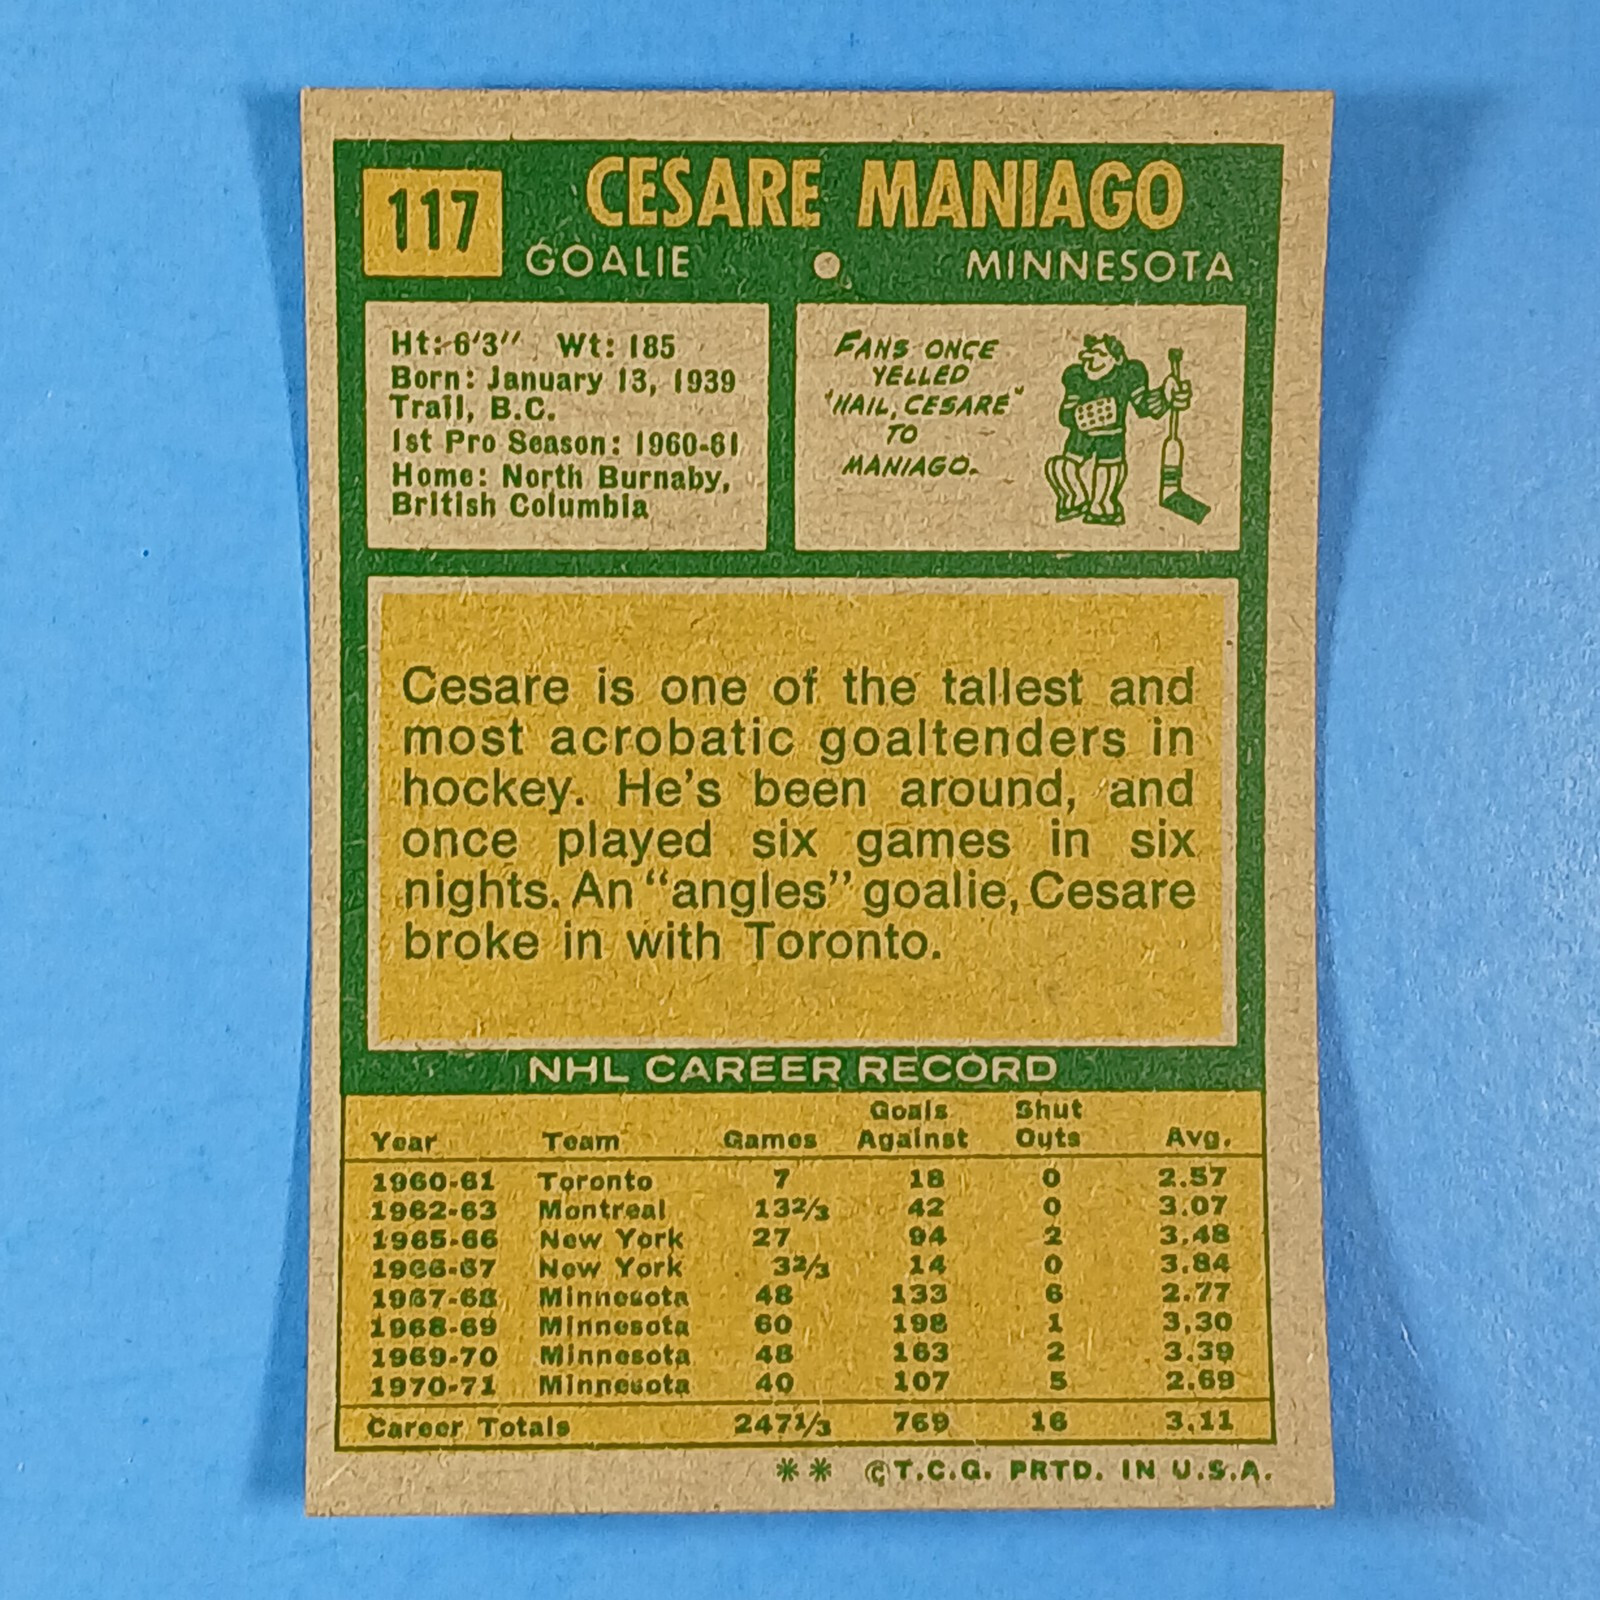 117
CESARE MANIAGO
GOALIE • MINNESOTA
Ht: 6'3" Wt: 185
Born: January 13, 1939
Trail, B.C.
1st Pro Season: 1960-61
Home: North Burnaby,
British Columbia
FANS ONCE
YELLED
"HAIL, CESARE"
TO
MANIAGO.
Cesare is one of the tallest and
most acrobatic goaltenders in
hockey. He's been around, and
once played six games in six
nights. An "angles" goalie, Cesare
broke in with Toronto.
NHL CAREER RECORD
Year Team Games Goals Against Shut Outs Avg.
1960-61 Toronto 7 18 0 2.57
1962-63 Montreal 13 2/3 42 0 3.07
1965-66 New York 27 94 2 3.48
1966-67 New York 3 2/3 14 0 3.84
1967-68 Minnesota 48 133 6 2.77
1968-69 Minnesota 60 198 1 3.30
1969-70 Minnesota 48 163 2 3.39
1970-71 Minnesota 40 107 5 2.69
Career Totals 247 1/3 769 16 3.11
** © T.C.G. PRTD. IN U.S.A.